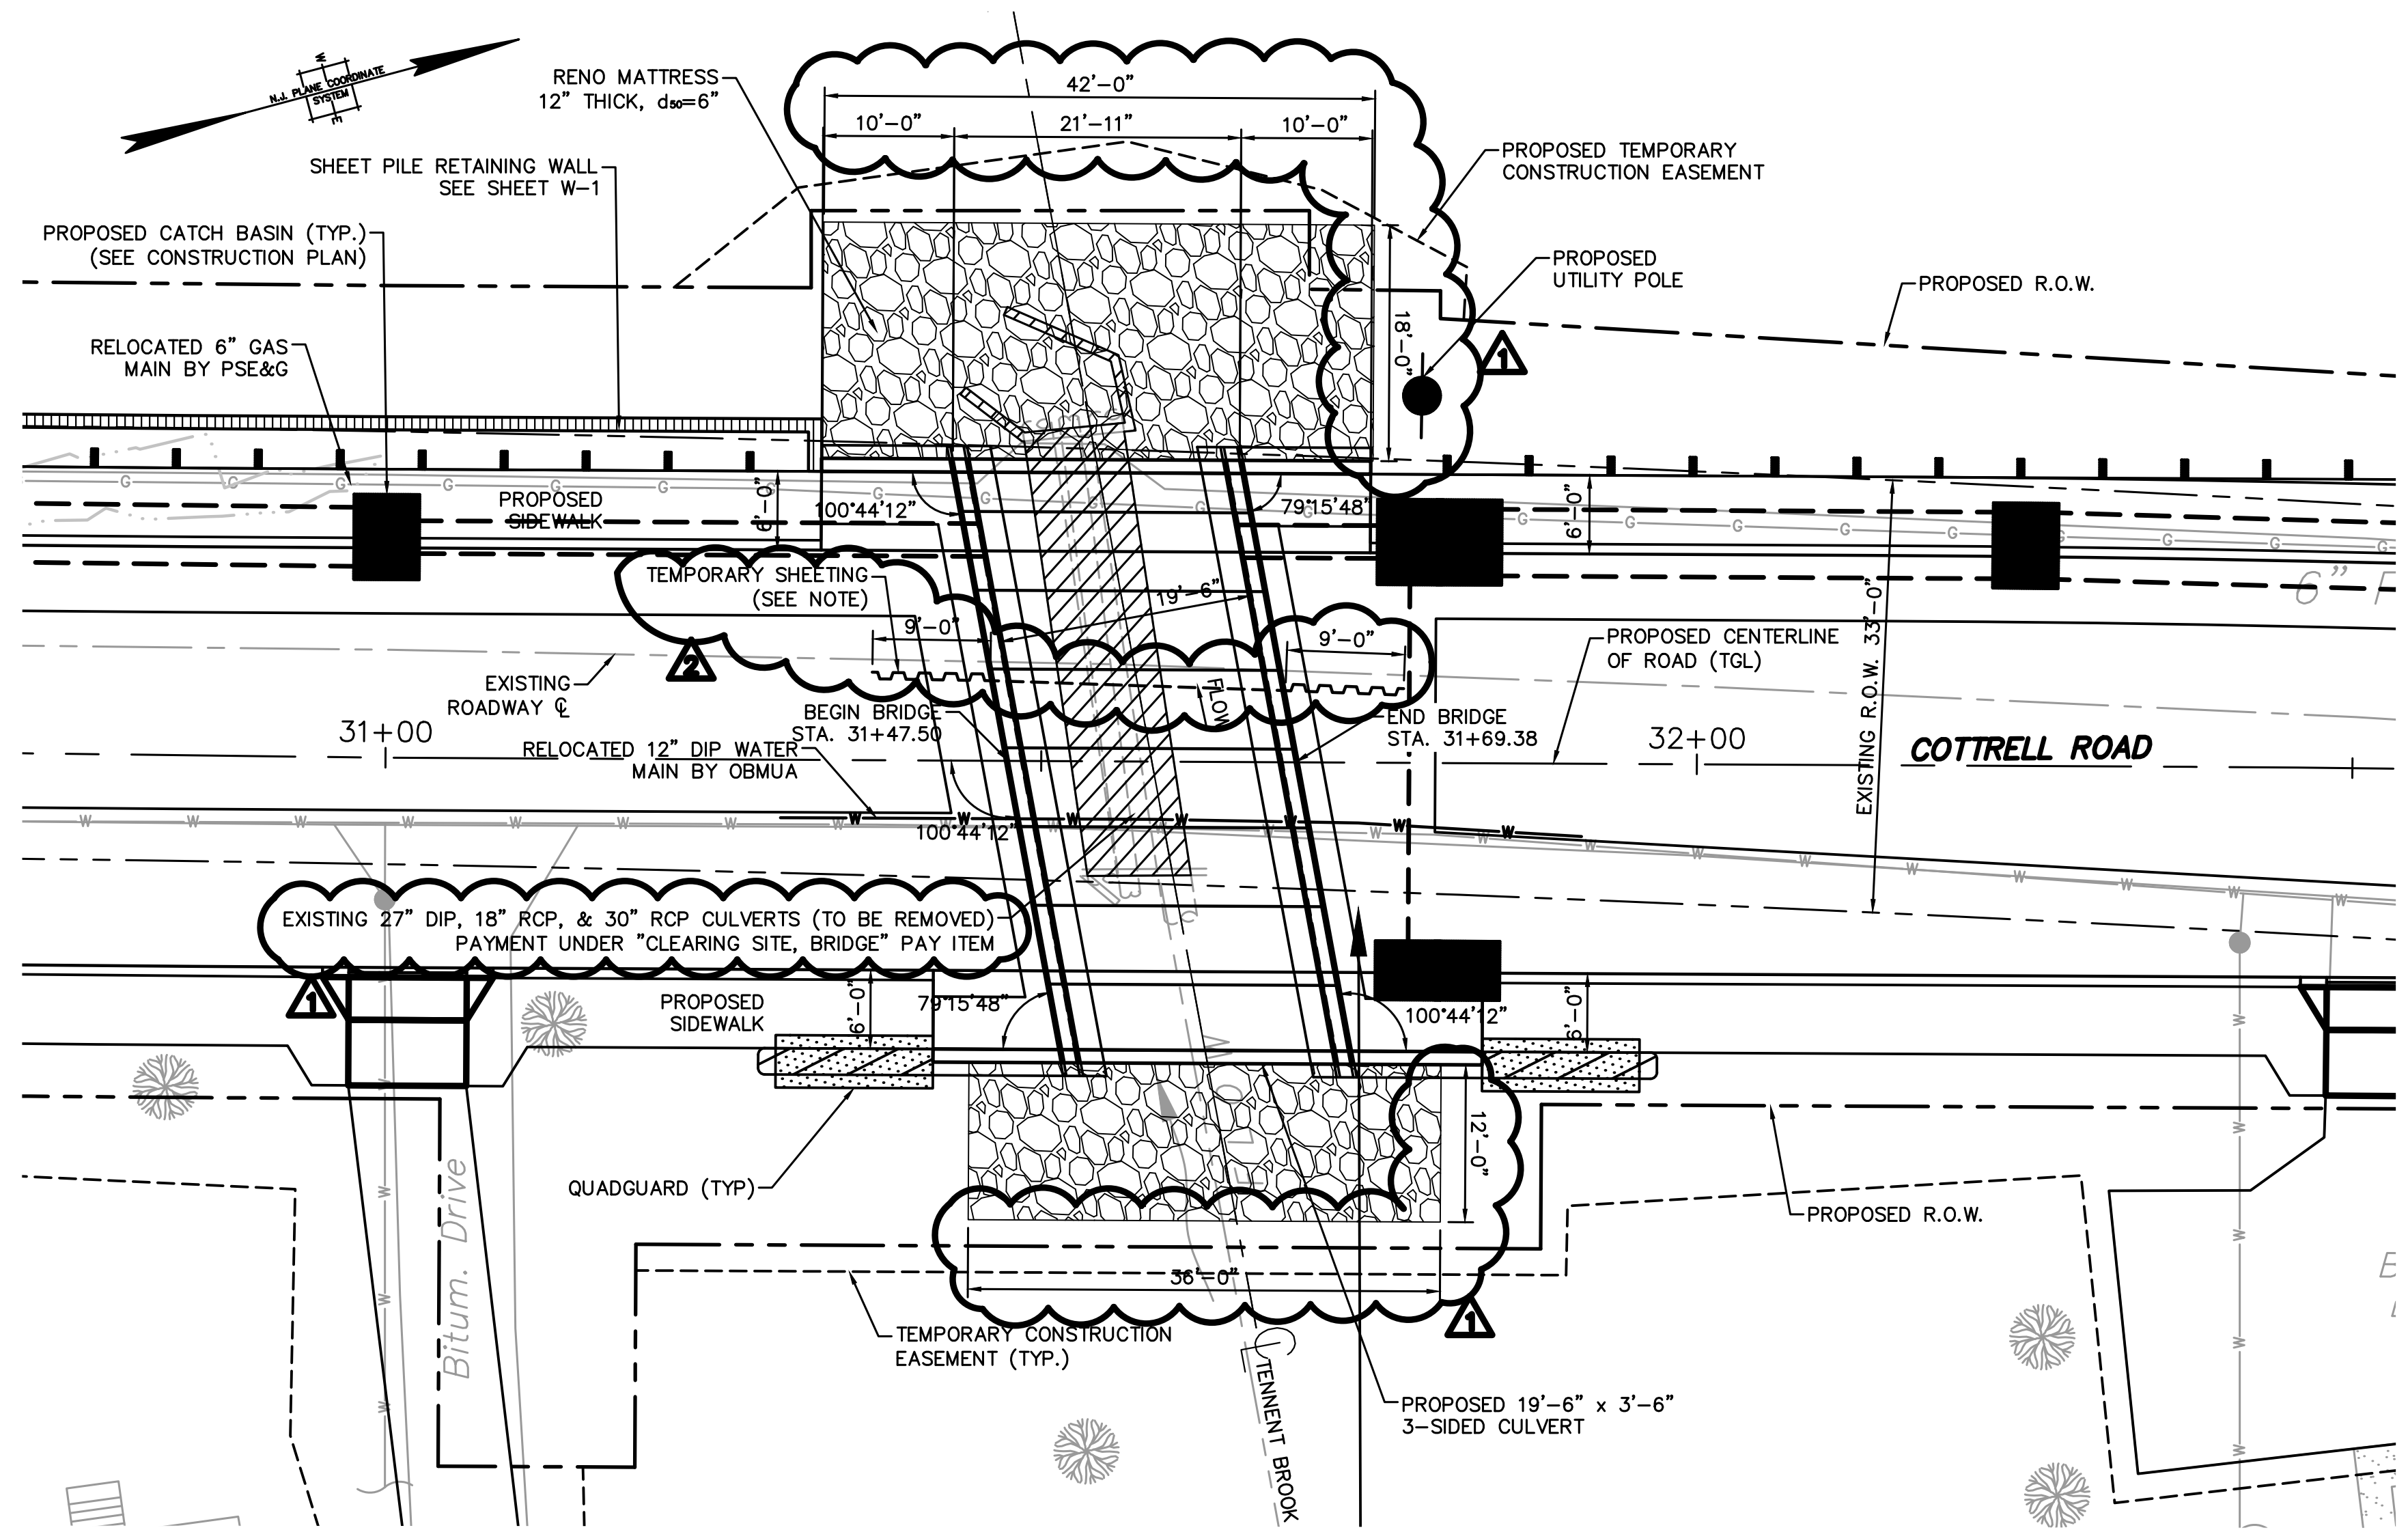 N
N.J. PLANE COORDINATE
SYSTEM
E
RENO MATTRESS
12" THICK, d50=6"
42'-0"
10'-0"
21'-11"
10'-0"
SHEET PILE RETAINING WALL
SEE SHEET W-1
PROPOSED TEMPORARY
CONSTRUCTION EASEMENT
PROPOSED CATCH BASIN (TYP.)
(SEE CONSTRUCTION PLAN)
PROPOSED
UTILITY POLE
PROPOSED R.O.W.
RELOCATED 6" GAS
MAIN BY PSE&G
18'-0"
1
G G G G G G G G G G G G G G G G G G
PROPOSED
SIDEWALK
6'-0"
100°44'12"
79°15'48"
6'-0"
TEMPORARY SHEETING
(SEE NOTE)
19'-6"
6"
9'-0"
9'-0"
PROPOSED CENTERLINE
OF ROAD (TGL)
EXISTING R.O.W. 33'-0"
2
EXISTING
ROADWAY ℄
FLOW
BEGIN BRIDGE
STA. 31+47.50
END BRIDGE
STA. 31+69.38
31+00
32+00
COTTRELL ROAD
RELOCATED 12" DIP WATER
MAIN BY OBMUA
W W W W W W W W W W W W W W W W W W W W W
100°44'12"
EXISTING 27" DIP, 18" RCP, & 30" RCP CULVERTS (TO BE REMOVED)
PAYMENT UNDER "CLEARING SITE, BRIDGE" PAY ITEM
1
PROPOSED
SIDEWALK
6'-0"
79°15'48"
100°44'12"
6'-0"
FLOW
12'-0"
Bitum. Drive
QUADGUARD (TYP)
PROPOSED R.O.W.
36'-0"
1
TEMPORARY CONSTRUCTION
EASEMENT (TYP.)
℄ TENNENT BROOK
PROPOSED 19'-6" x 3'-6"
3-SIDED CULVERT